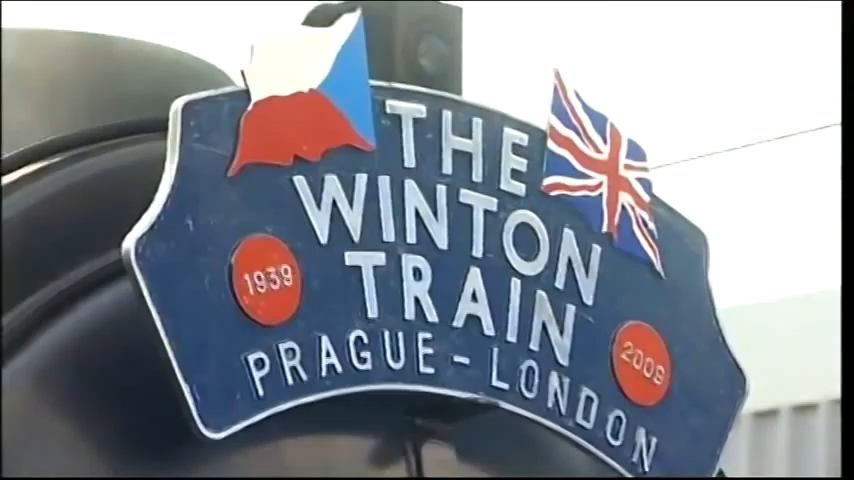 THE
WINTON
TRAIN
1939
2009
PRAGUE-LONDON